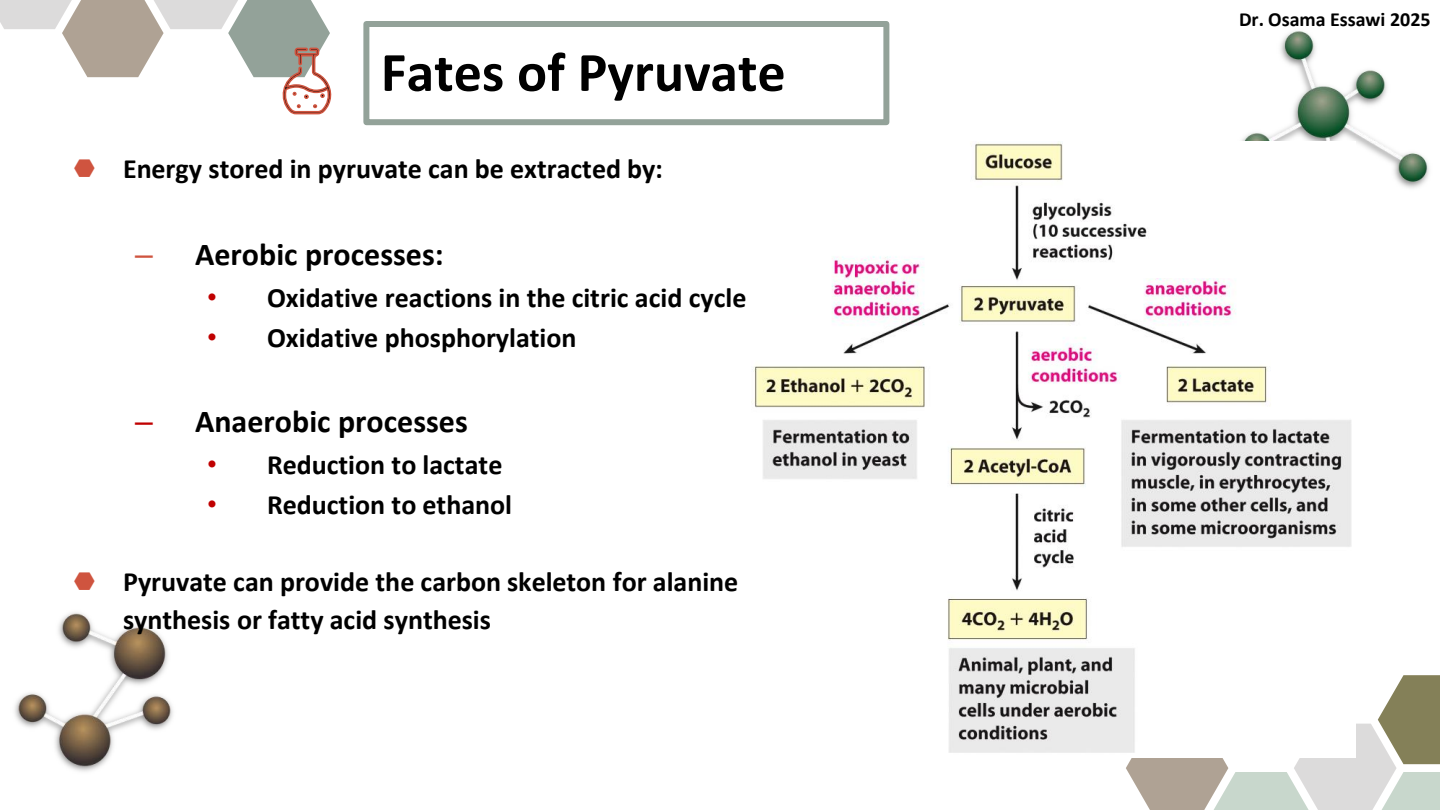 Dr. Osama Essawi 2025
Fates of Pyruvate
Energy stored in pyruvate can be extracted by:
– Aerobic processes:
• Oxidative reactions in the citric acid cycle
• Oxidative phosphorylation
– Anaerobic processes
• Reduction to lactate
• Reduction to ethanol
Pyruvate can provide the carbon skeleton for alanine
synthesis or fatty acid synthesis
Glucose
glycolysis
(10 successive
reactions)
hypoxic or
anaerobic
conditions
2 Pyruvate
anaerobic
conditions
aerobic
conditions
2 Ethanol + 2CO₂
2CO₂
2 Lactate
Fermentation to
ethanol in yeast
2 Acetyl-CoA
Fermentation to lactate
in vigorously contracting
muscle, in erythrocytes,
in some other cells, and
in some microorganisms
citric
acid
cycle
4CO₂ + 4H₂O
Animal, plant, and
many microbial
cells under aerobic
conditions